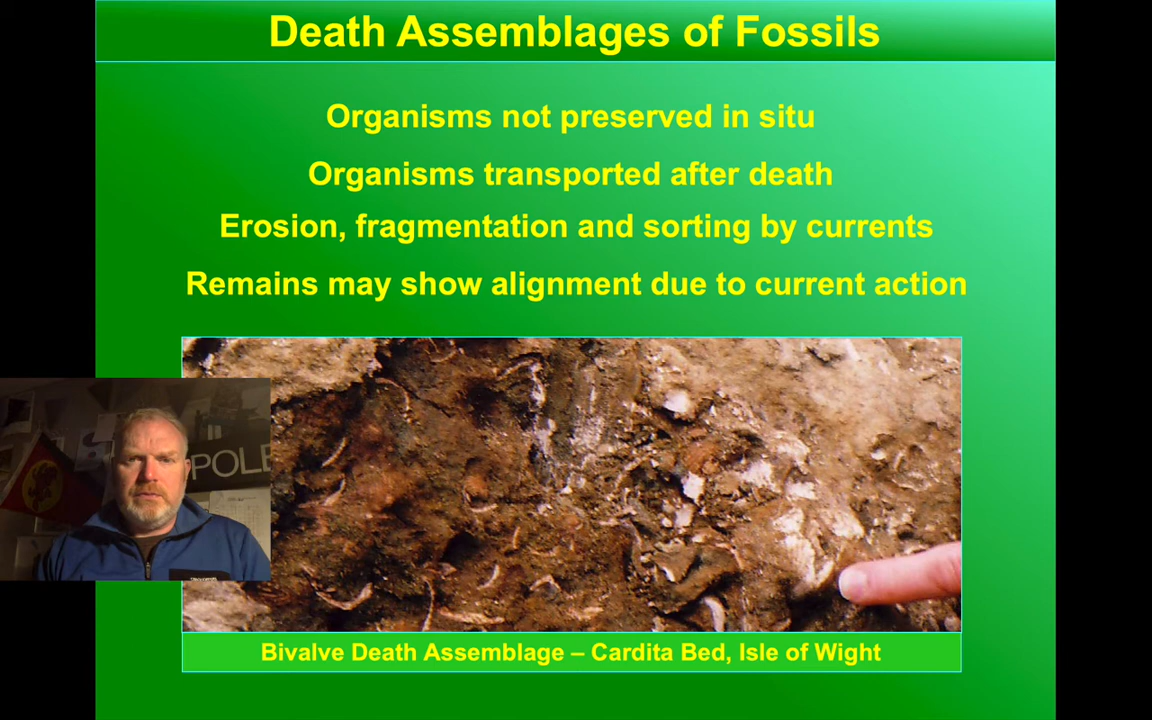 Death Assemblages of Fossils
Organisms not preserved in situ
Organisms transported after death
Erosion, fragmentation and sorting by currents
Remains may show alignment due to current action
POLE
Bivalve Death Assemblage – Cardita Bed, Isle of Wight